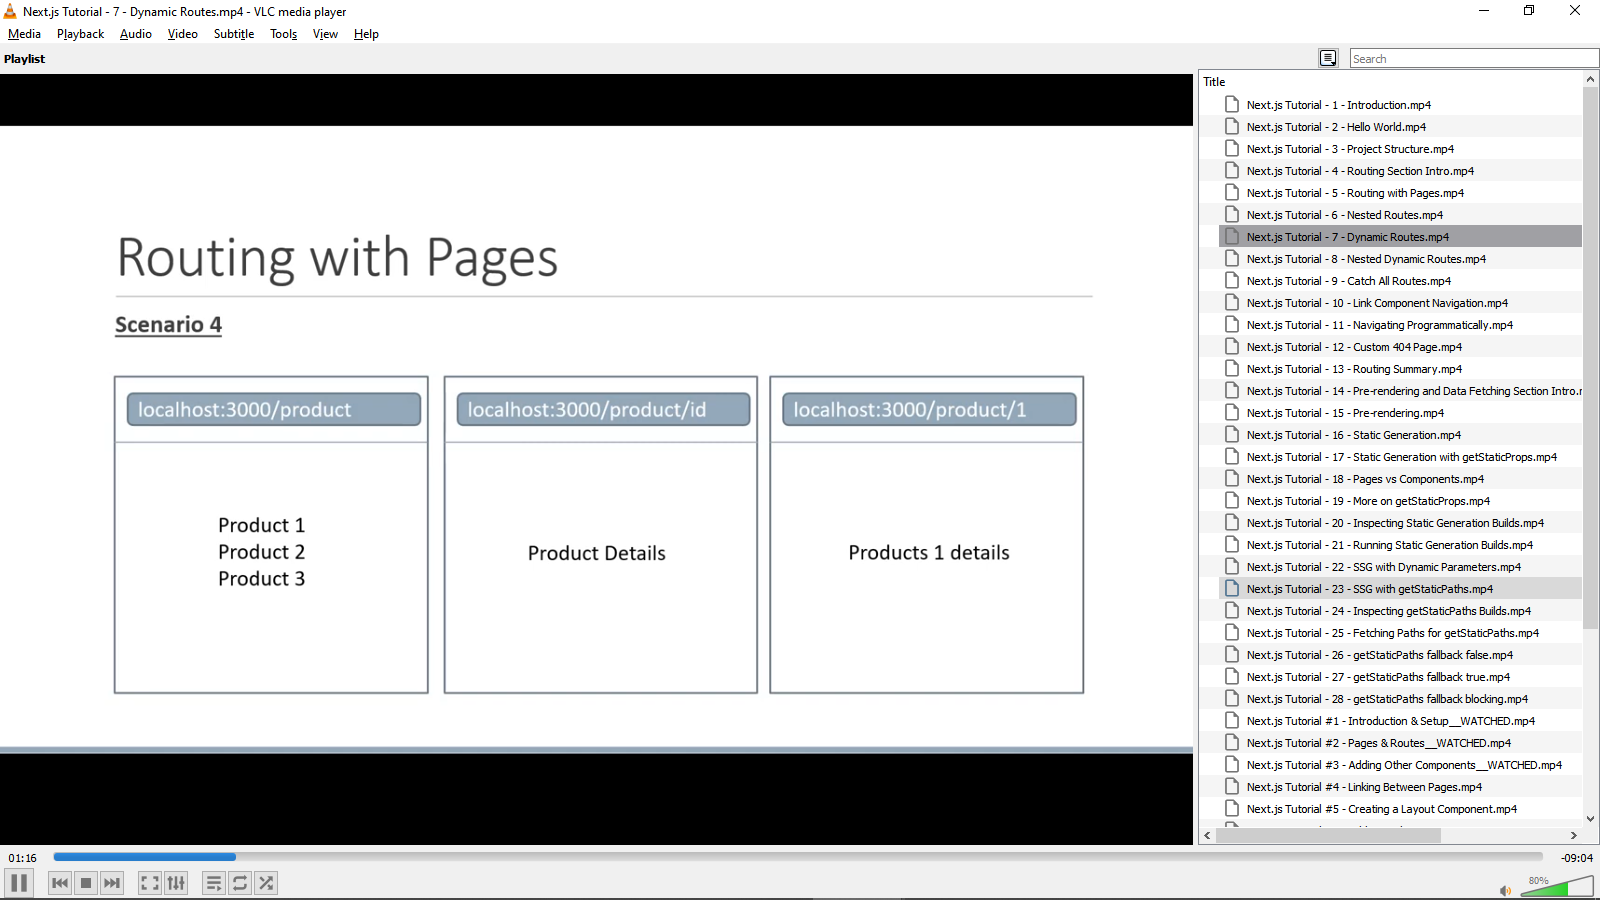 Next.js Tutorial - 7 - Dynamic Routes.mp4 - VLC media player
Media Playback Audio Video Subtitle Tools View Help
Playlist
Search
Routing with Pages
Scenario 4
localhost:3000/product
Product 1
Product 2
Product 3
localhost:3000/product/id
Product Details
localhost:3000/product/1
Products 1 details
Title
Next.js Tutorial - 1 - Introduction.mp4
Next.js Tutorial - 2 - Hello World.mp4
Next.js Tutorial - 3 - Project Structure.mp4
Next.js Tutorial - 4 - Routing Section Intro.mp4
Next.js Tutorial - 5 - Routing with Pages.mp4
Next.js Tutorial - 6 - Nested Routes.mp4
Next.js Tutorial - 7 - Dynamic Routes.mp4
Next.js Tutorial - 8 - Nested Dynamic Routes.mp4
Next.js Tutorial - 9 - Catch All Routes.mp4
Next.js Tutorial - 10 - Link Component Navigation.mp4
Next.js Tutorial - 11 - Navigating Programmatically.mp4
Next.js Tutorial - 12 - Custom 404 Page.mp4
Next.js Tutorial - 13 - Routing Summary.mp4
Next.js Tutorial - 14 - Pre-rendering and Data Fetching Section Intro.
Next.js Tutorial - 15 - Pre-rendering.mp4
Next.js Tutorial - 16 - Static Generation.mp4
Next.js Tutorial - 17 - Static Generation with getStaticProps.mp4
Next.js Tutorial - 18 - Pages vs Components.mp4
Next.js Tutorial - 19 - More on getStaticProps.mp4
Next.js Tutorial - 20 - Inspecting Static Generation Builds.mp4
Next.js Tutorial - 21 - Running Static Generation Builds.mp4
Next.js Tutorial - 22 - SSG with Dynamic Parameters.mp4
Next.js Tutorial - 23 - SSG with getStaticPaths.mp4
Next.js Tutorial - 24 - Inspecting getStaticPaths Builds.mp4
Next.js Tutorial - 25 - Fetching Paths for getStaticPaths.mp4
Next.js Tutorial - 26 - getStaticPaths fallback false.mp4
Next.js Tutorial - 27 - getStaticPaths fallback true.mp4
Next.js Tutorial - 28 - getStaticPaths fallback blocking.mp4
Next.js Tutorial #1 - Introduction & Setup__WATCHED.mp4
Next.js Tutorial #2 - Pages & Routes__WATCHED.mp4
Next.js Tutorial #3 - Adding Other Components__WATCHED.mp4
Next.js Tutorial #4 - Linking Between Pages.mp4
Next.js Tutorial #5 - Creating a Layout Component.mp4
01:16
-09:04
80%